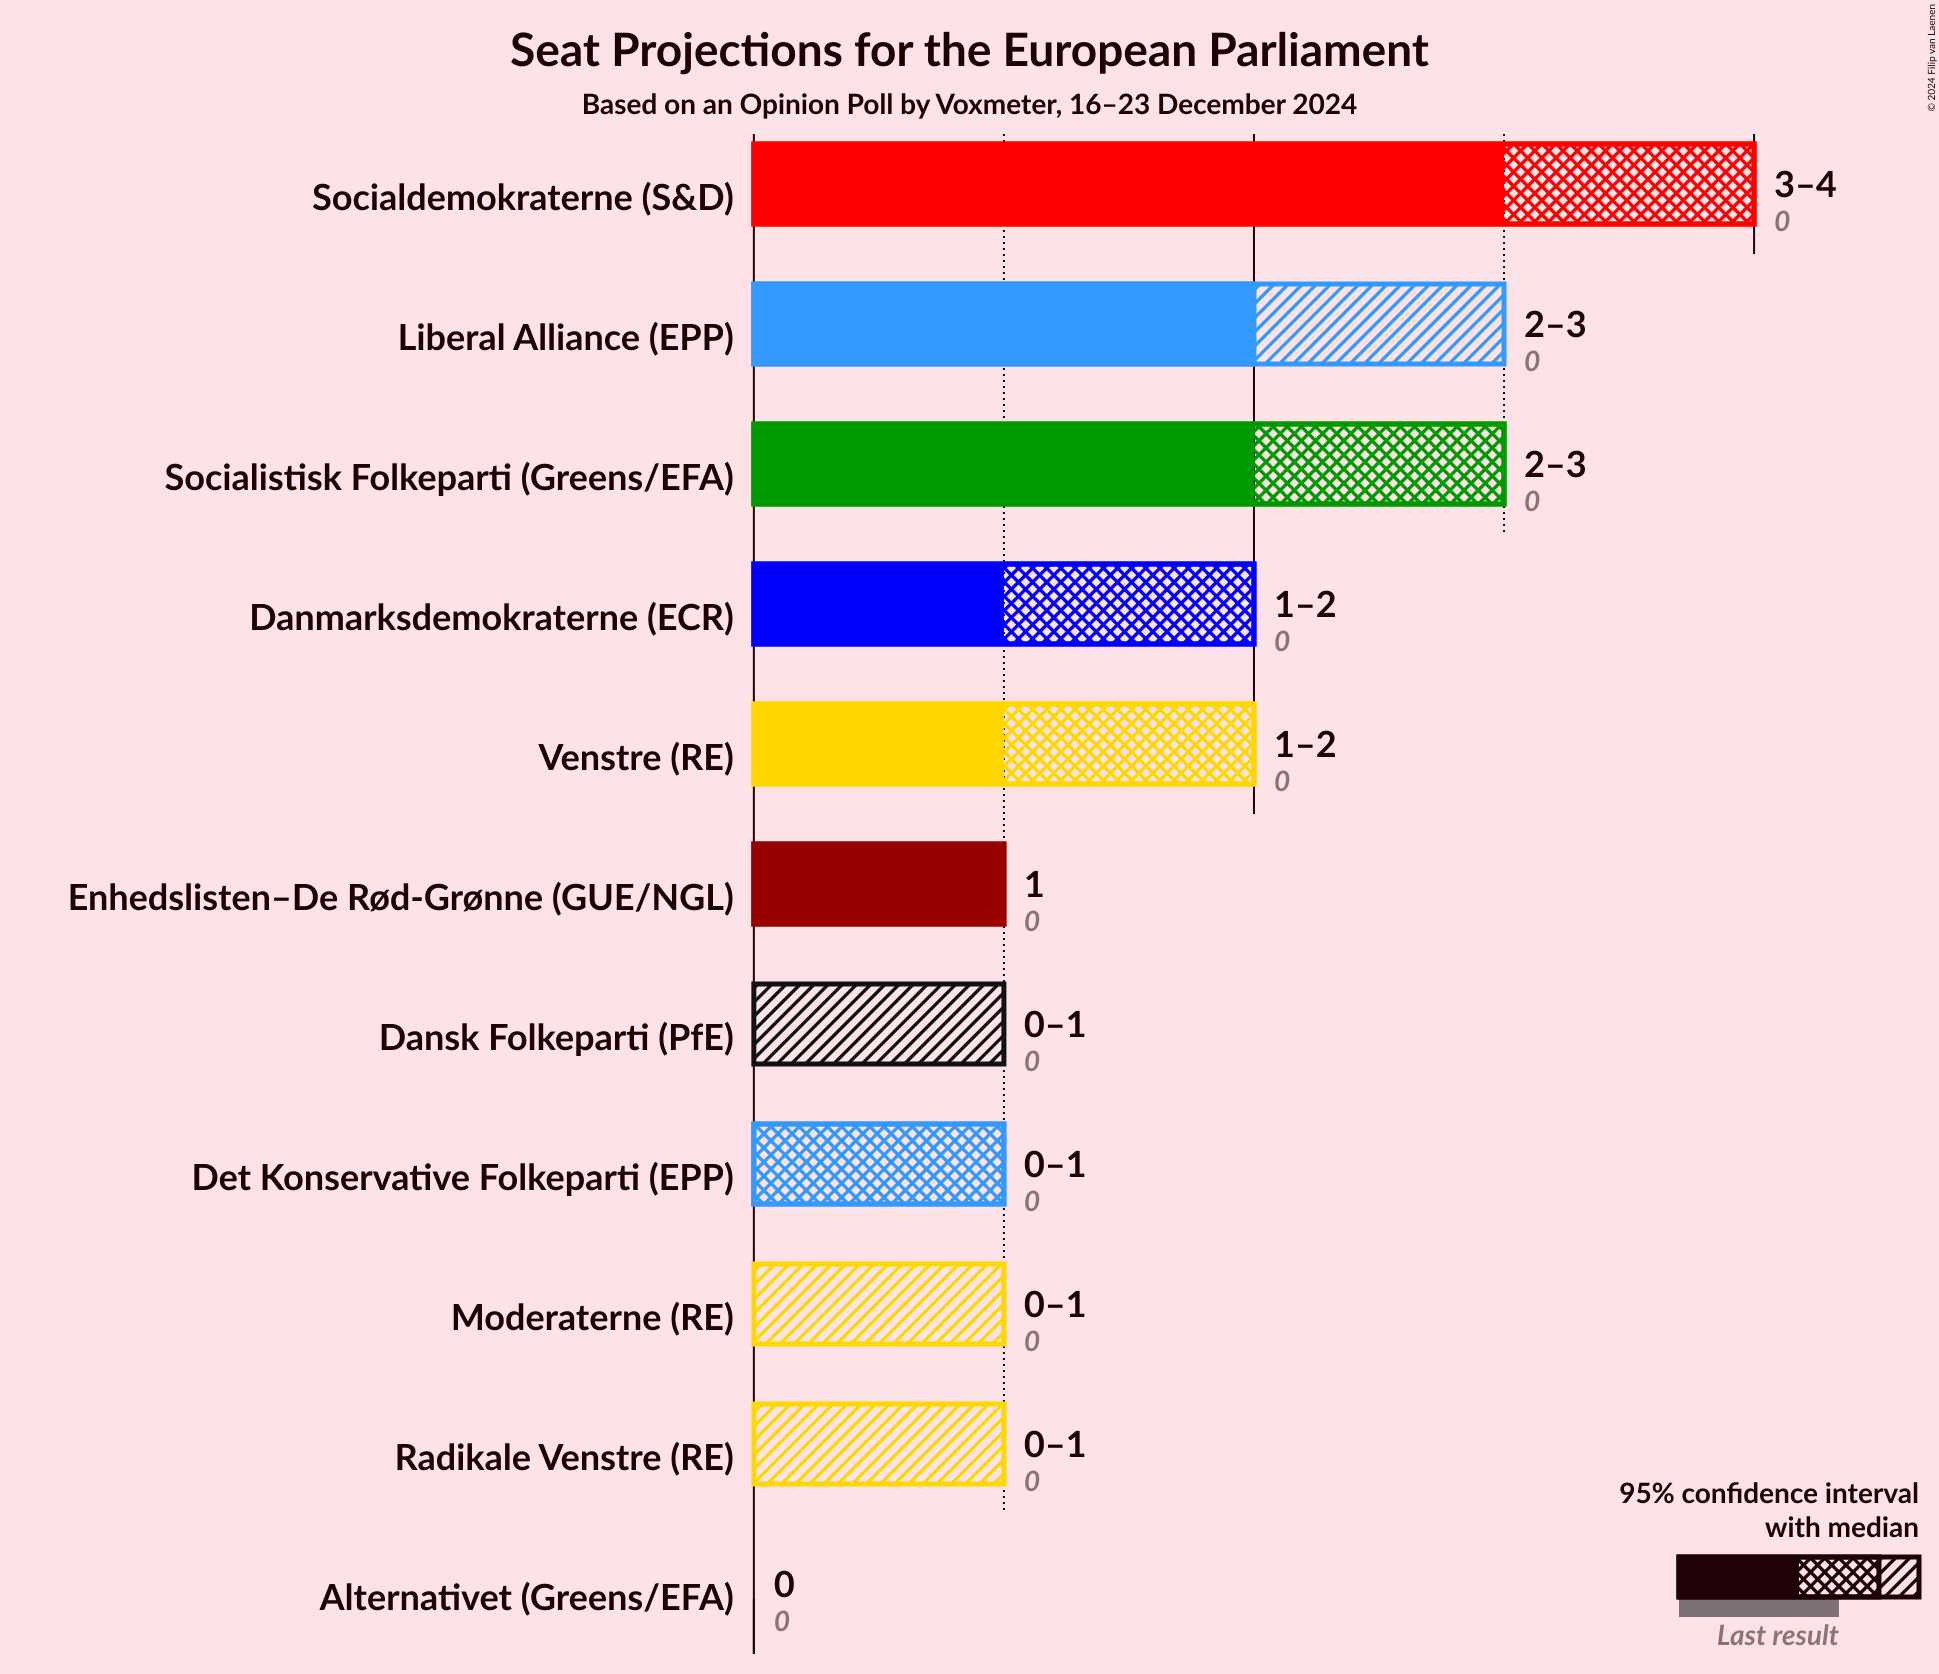 Seat Projections for the European Parliament
Based on an Opinion Poll by Voxmeter, 16–23 December 2024
© 2024 Filip van Laenen
Socialdemokraterne (S&D)
3–4
0
Liberal Alliance (EPP)
2–3
0
Socialistisk Folkeparti (Greens/EFA)
2–3
0
Danmarksdemokraterne (ECR)
1–2
0
Venstre (RE)
1–2
0
Enhedslisten–De Rød-Grønne (GUE/NGL)
1
0
Dansk Folkeparti (PfE)
0–1
0
Det Konservative Folkeparti (EPP)
0–1
0
Moderaterne (RE)
0–1
0
Radikale Venstre (RE)
0–1
0
Alternativet (Greens/EFA)
0
0
95% confidence interval
with median
Last result